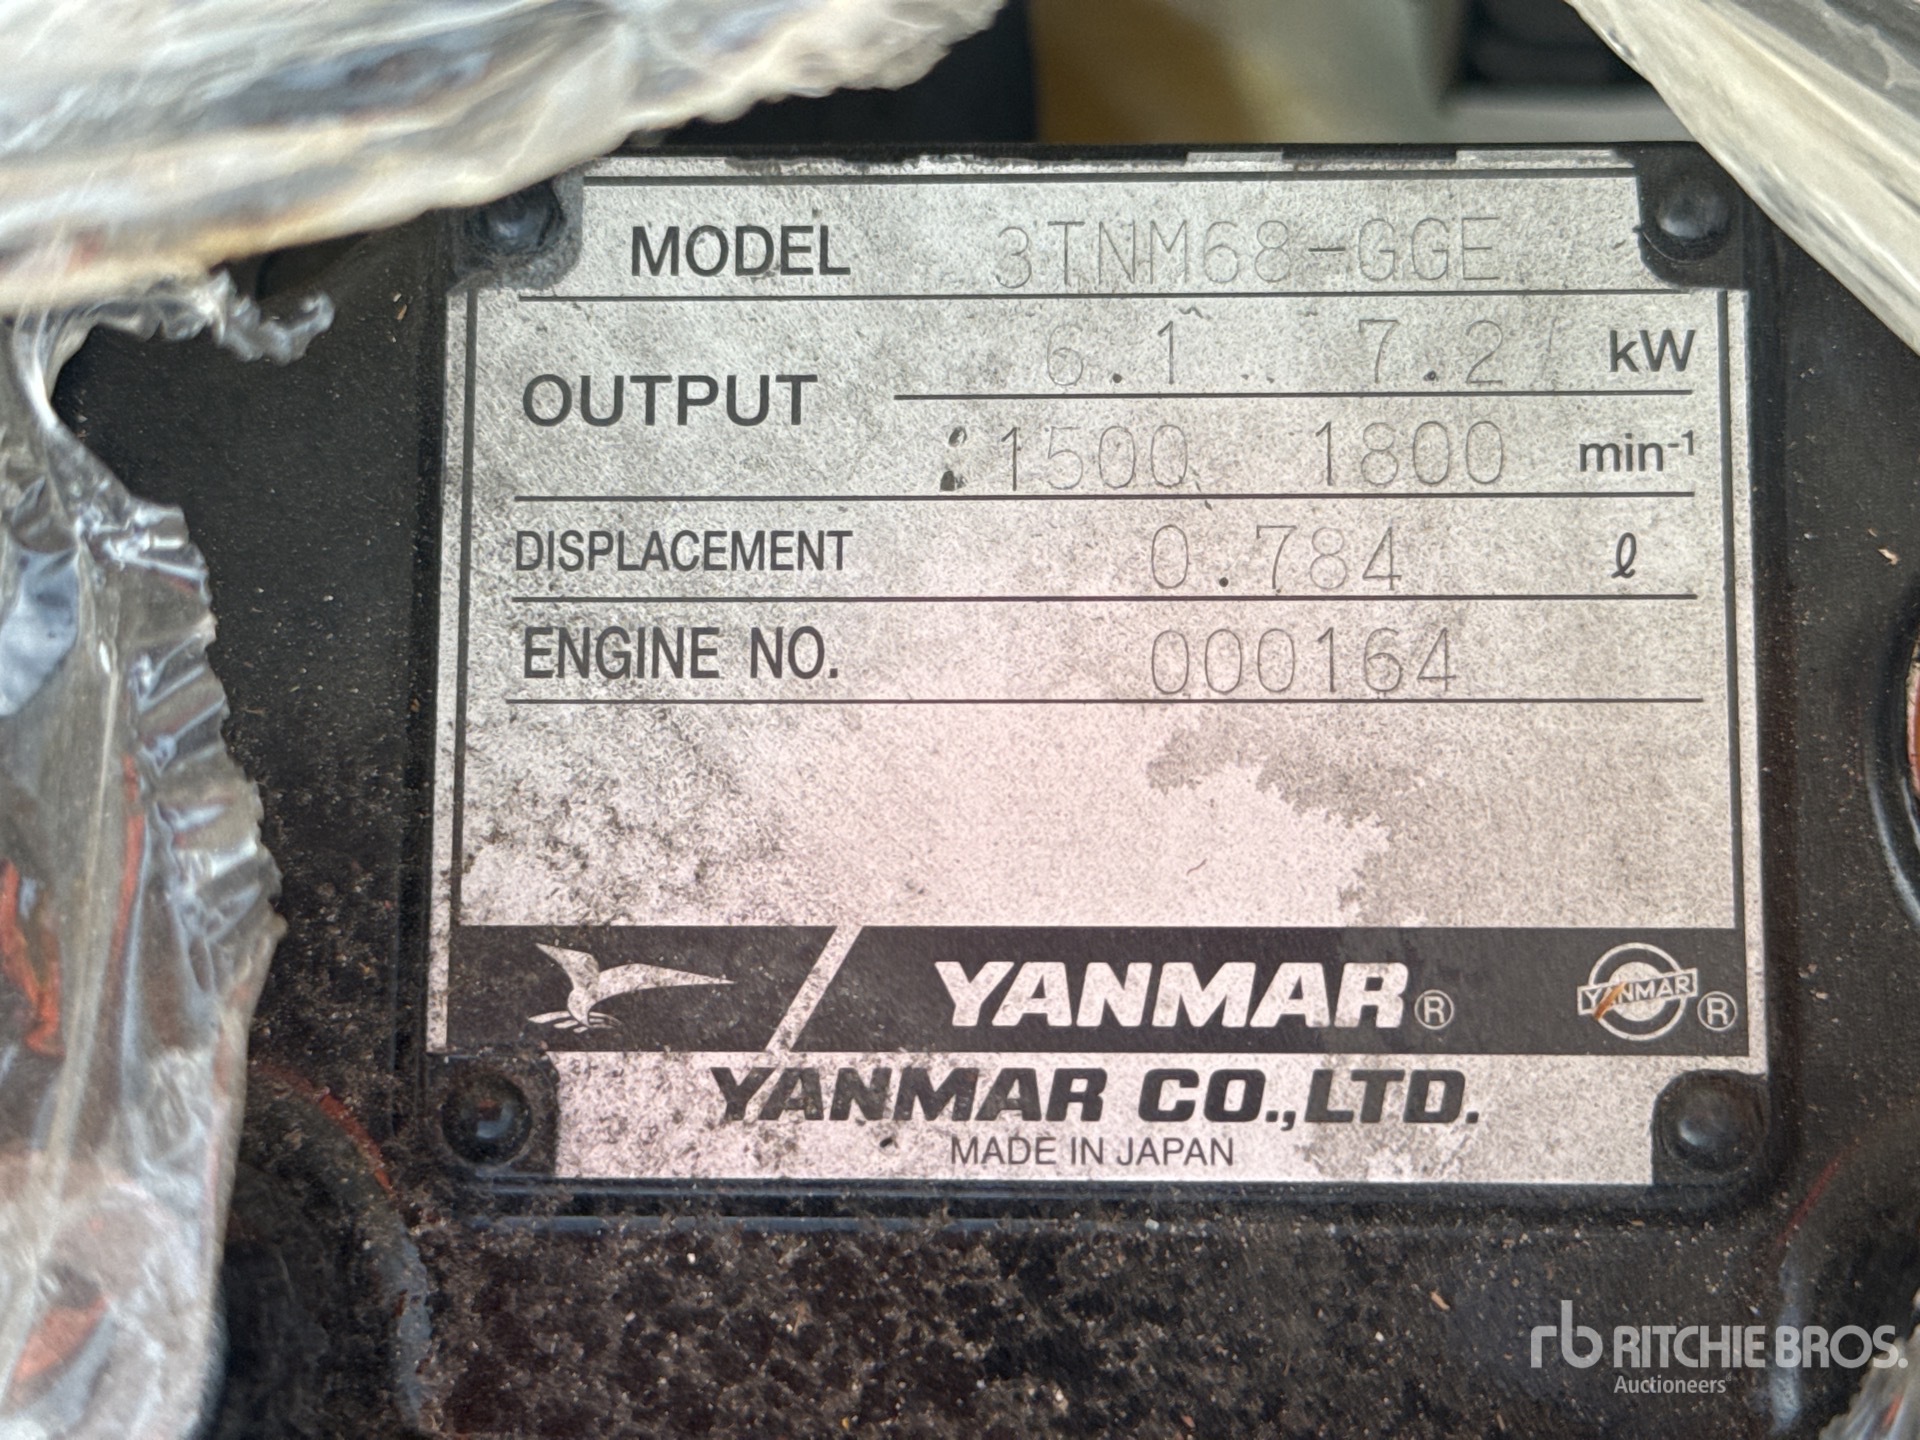 MODEL 3TNM68-GGE
OUTPUT 6.1 7.2 kW
1500 1800 min-1
DISPLACEMENT 0.784 ℓ
ENGINE NO. 000164
YANMAR® YANMAR ®
YANMAR CO.,LTD.
MADE IN JAPAN
rb RITCHIE BROS.
Auctioneers